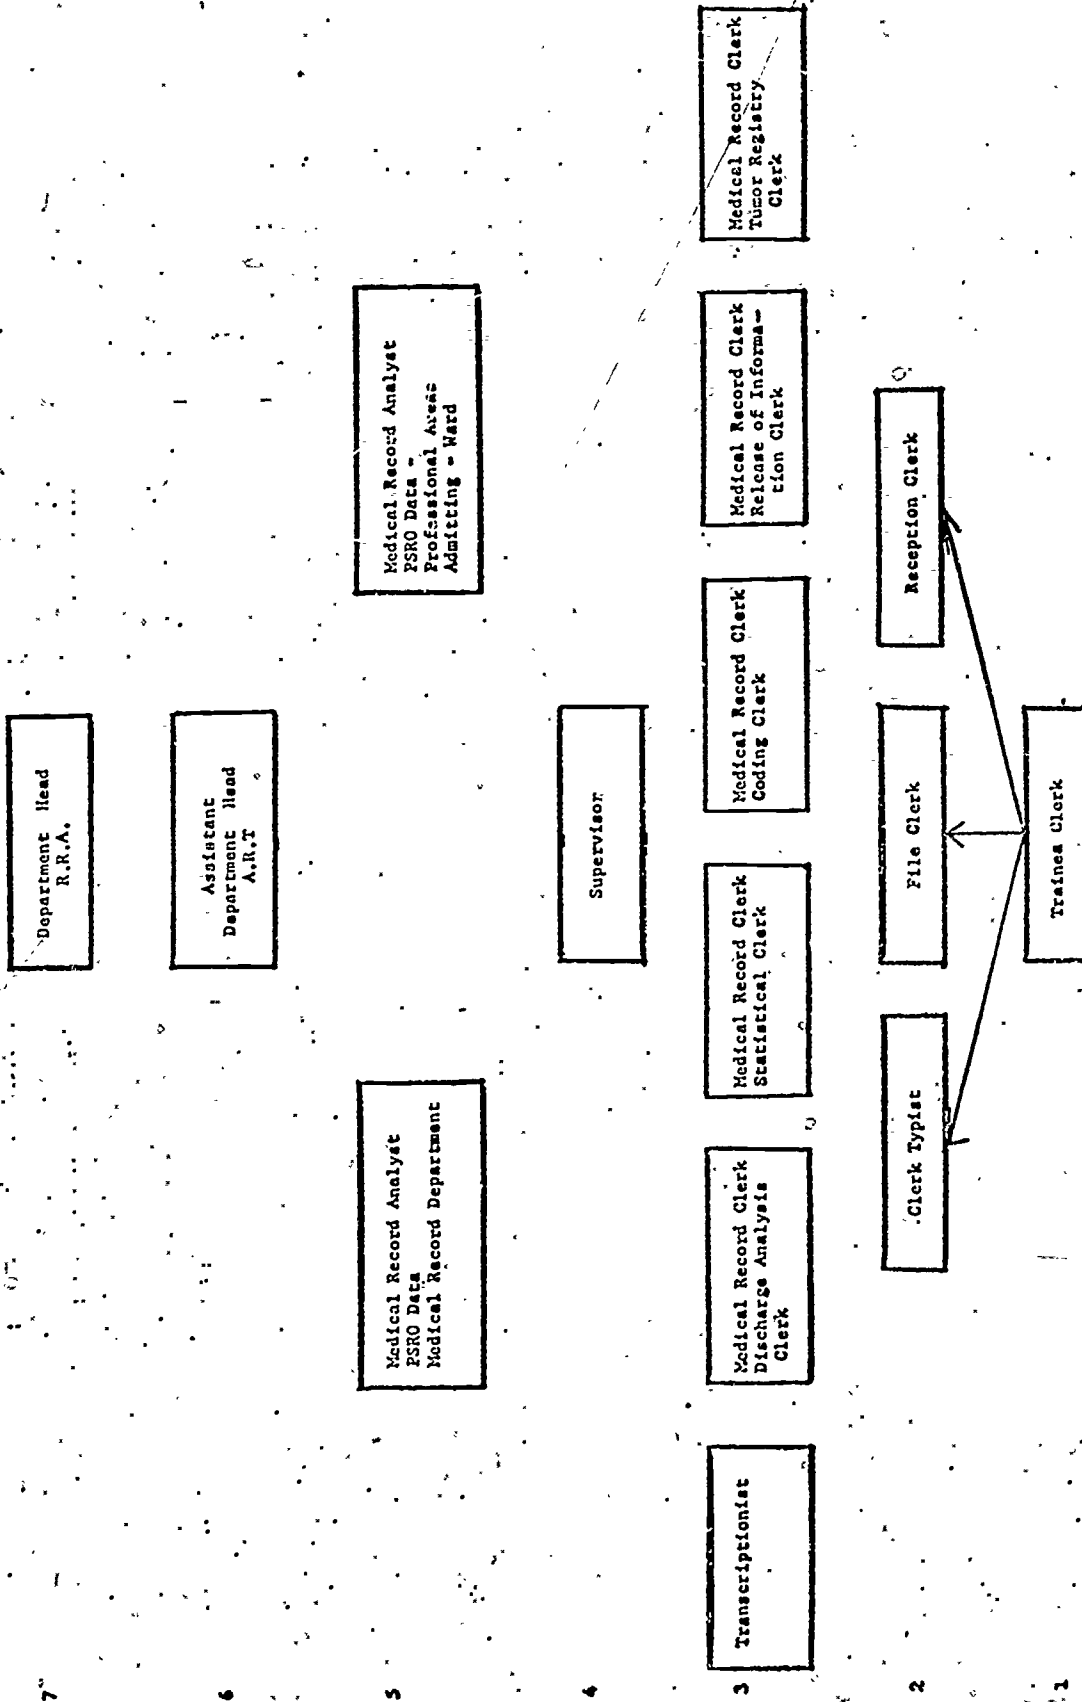 7
Department Head
R.R.A.
6
Assistant
Department Head
A.R.T
5
Medical Record Analyst
PSRO Data
Medical Record Department
Medical Record Analyst
PSRO Data -
Professional Areas
Admitting - Ward
4
Supervisor
3
Transcriptionist
Medical Record Clerk
Discharge Analysis
Clerk
Medical Record Clerk
Statistical Clerk
Medical Record Clerk
Coding Clerk
Medical Record Clerk
Release of Informa-
tion Clerk
Medical Record Clerk
Tumor Registry
Clerk
2
Clerk Typist
File Clerk
Reception Clerk
1
Trainee Clerk